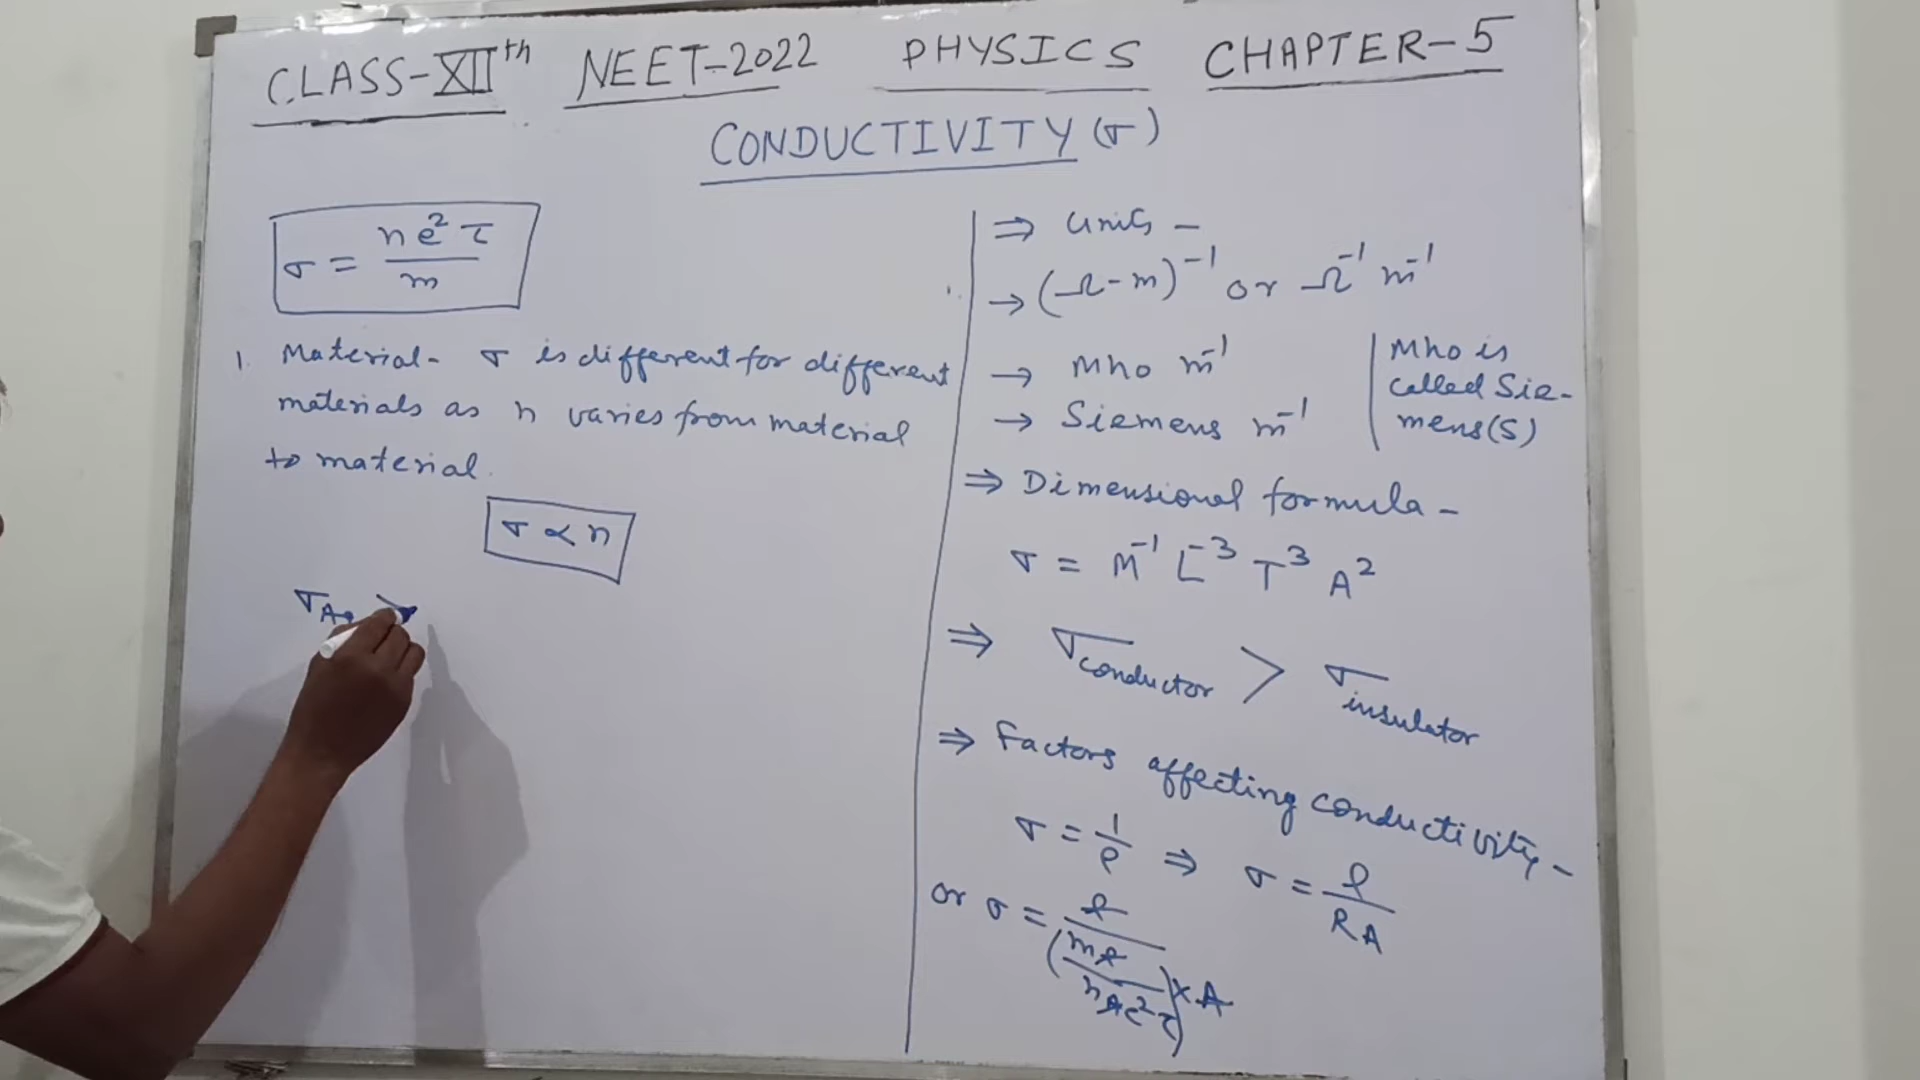 CLASS-XIIth NEET-2022 PHYSICS CHAPTER-5
CONDUCTIVITY (σ)
σ = ne²τ/m
1. Material- σ is different for different
materials as n varies from material
to material.
σ ∝ n
σAg >
⇒ Units -
→ (Ω-m)⁻¹ or Ω⁻¹ m⁻¹
→ Mho m⁻¹
→ Siemens m⁻¹
Mho is
called Sie-
mens(S)
⇒ Dimensional formula -
σ = M⁻¹ L⁻³ T³ A²
⇒ σconductor > σinsulator
⇒ Factors affecting conductivity -
σ = 1/ρ ⇒ σ = l/RA
or σ = l/(ml/nAe²τ)×A